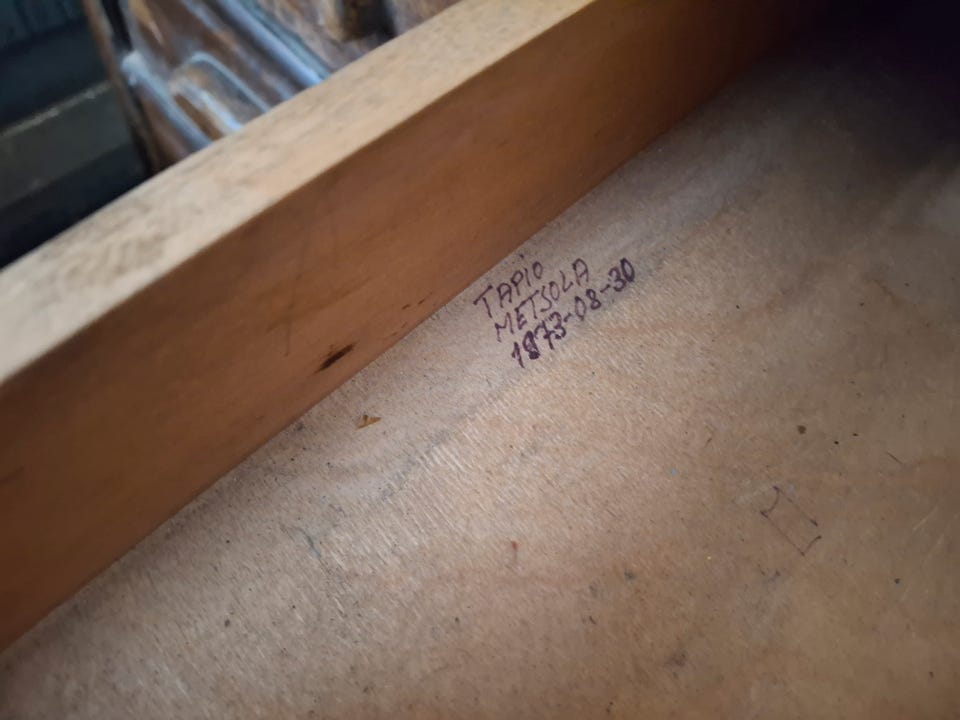 TAPIO
METSOLA
1973-08-30